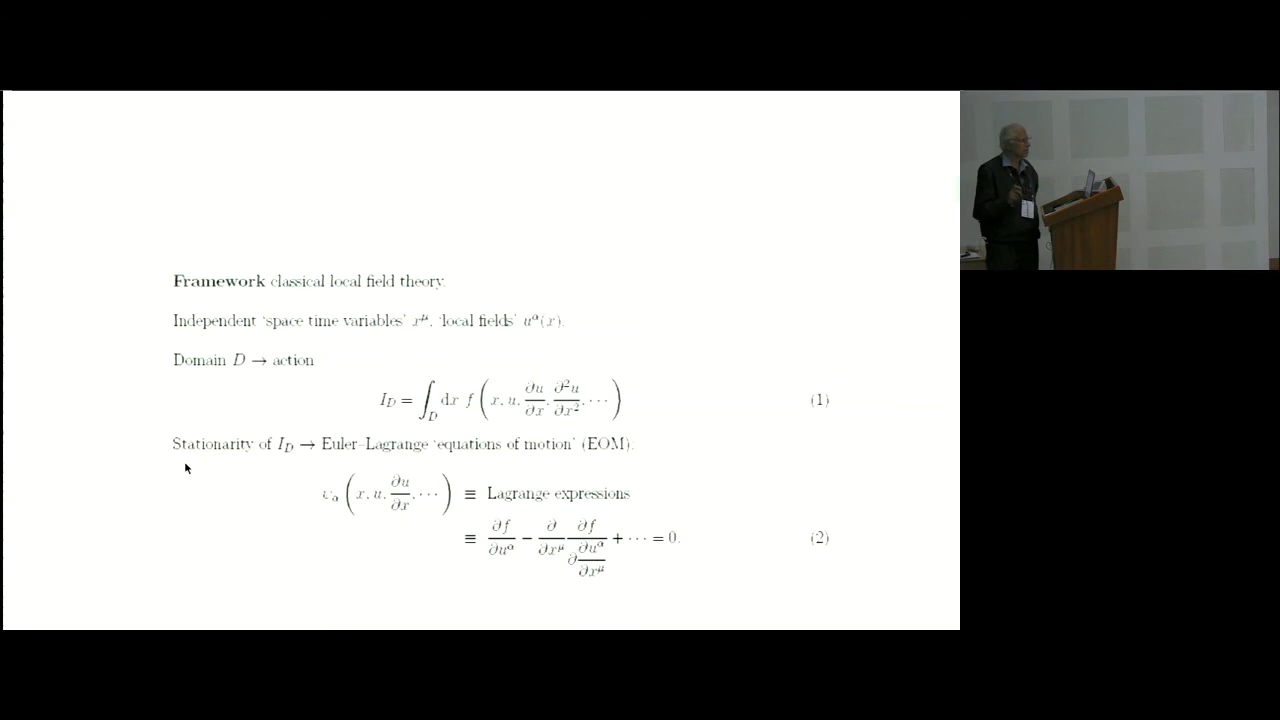 Framework classical local field theory.
Independent 'space time variables' x^μ, 'local fields' u^α(x).
Domain D → action
I_D = ∫_D dx f (x, u, ∂u/∂x, ∂²u/∂x², ⋯) (1)
Stationarity of I_D → Euler–Lagrange 'equations of motion' (EOM):
υ_α (x, u, ∂u/∂x, ⋯) ≡ Lagrange expressions
≡ ∂f/∂u^α − ∂/∂x^μ ∂f/∂(∂u^α/∂x^μ) + ⋯ = 0. (2)